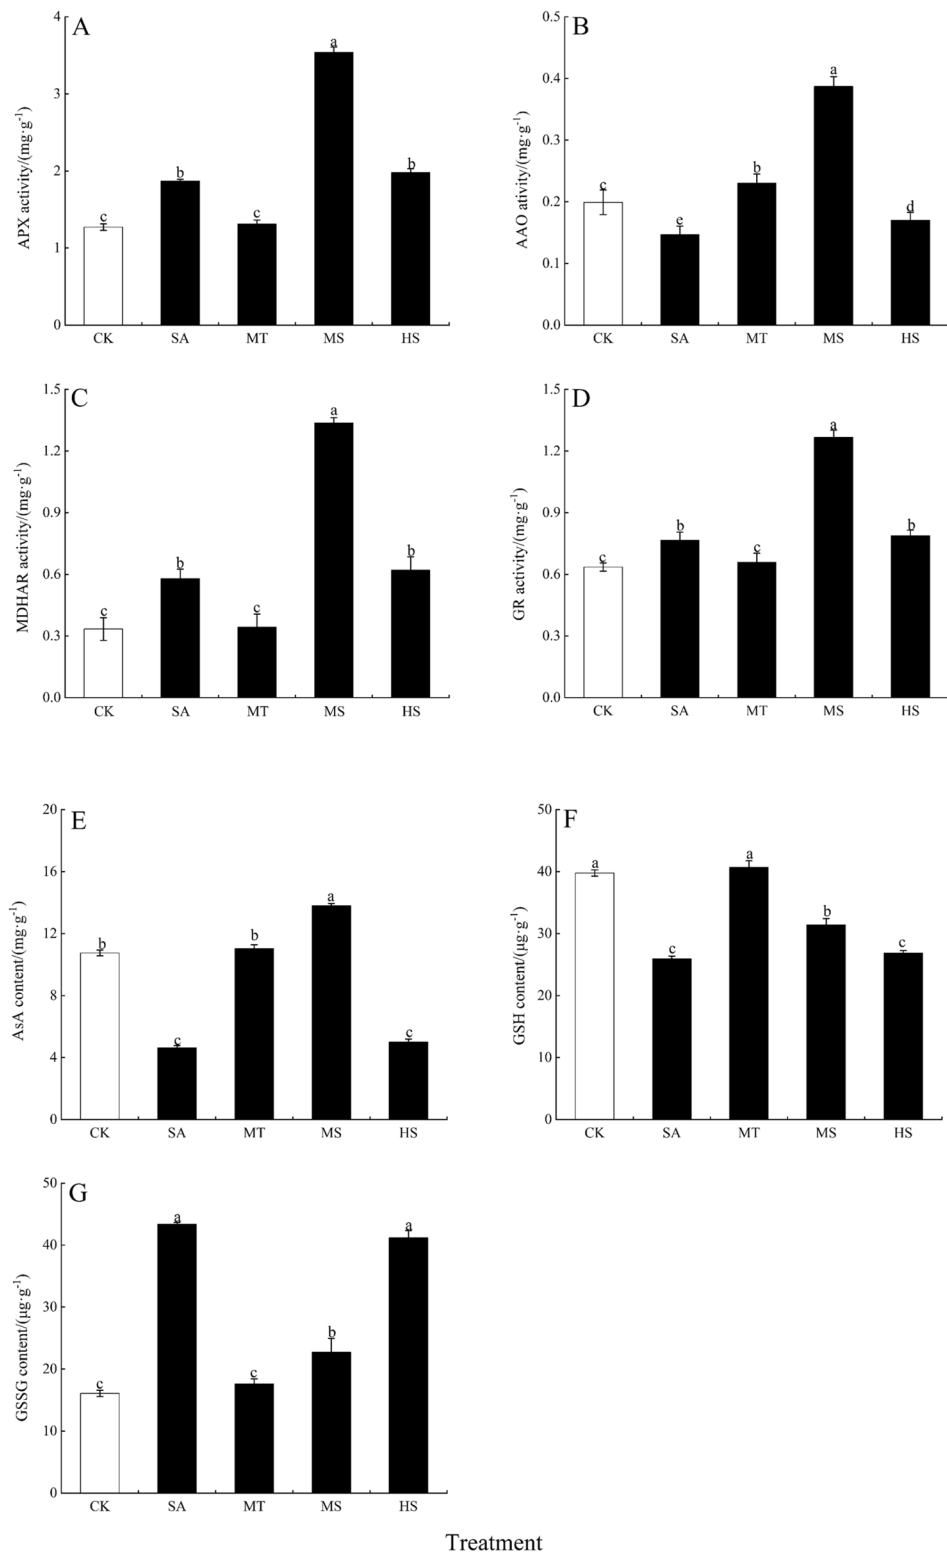 A
APX activity/(mg·g⁻¹)
4
3
2
1
0
c
b
c
a
b
CK SA MT MS HS
B
AAO ativity/(mg·g⁻¹)
0.5
0.4
0.3
0.2
0.1
0.0
c
e
b
a
d
CK SA MT MS HS
C
MDHAR activity/(mg·g⁻¹)
1.5
1.2
0.9
0.6
0.3
0.0
c
b
c
a
b
CK SA MT MS HS
D
GR activity/(mg·g⁻¹)
1.5
1.2
0.9
0.6
0.3
0.0
c
b
c
a
b
CK SA MT MS HS
E
AsA content/(mg·g⁻¹)
20
16
12
8
4
0
b
c
b
a
c
CK SA MT MS HS
F
GSH content/(μg·g⁻¹)
50
40
30
20
10
0
a
c
a
b
c
CK SA MT MS HS
G
GSSG content/(μg·g⁻¹)
50
40
30
20
10
0
c
a
c
b
a
CK SA MT MS HS
Treatment